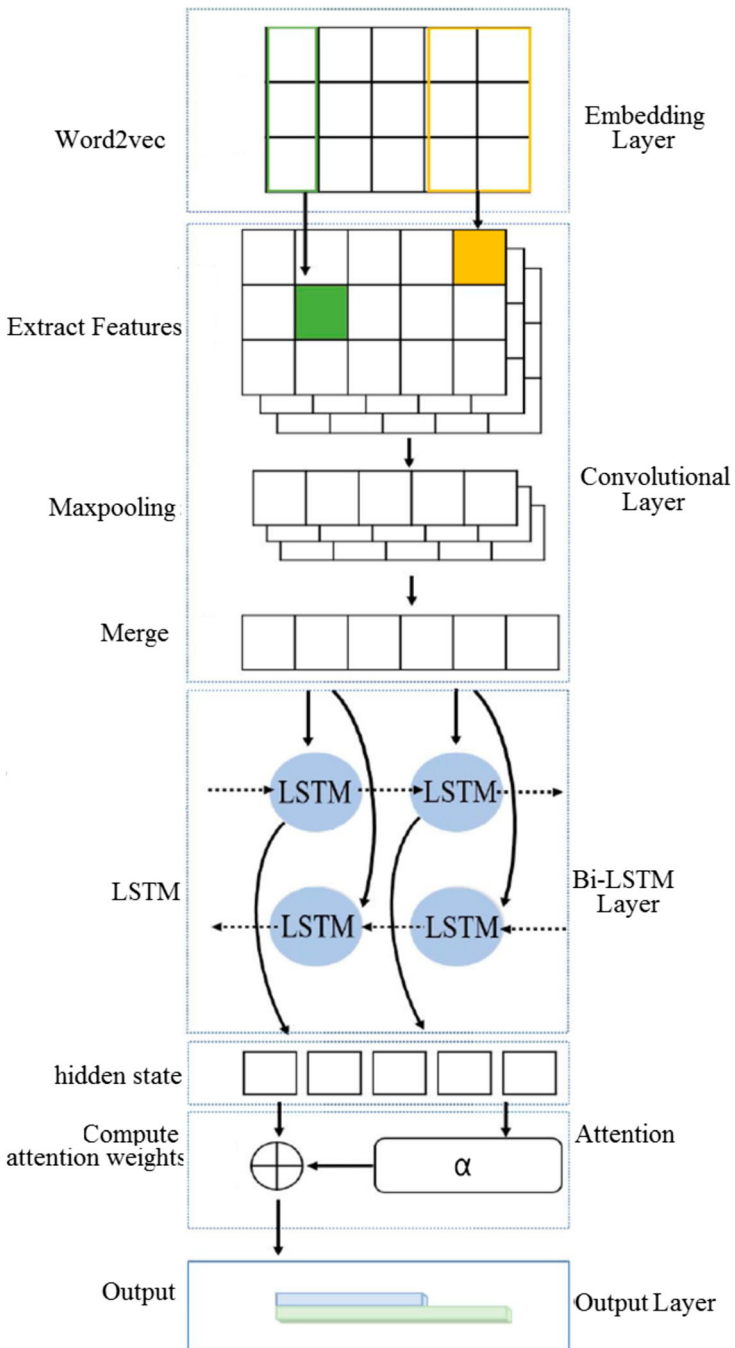 Word2vec
Embedding
Layer
Extract Features
Maxpooling
Convolutional
Layer
Merge
LSTM
LSTM
LSTM
LSTM
LSTM
Bi-LSTM
Layer
hidden state
Compute
attention weights
α
Attention
Output
Output Layer